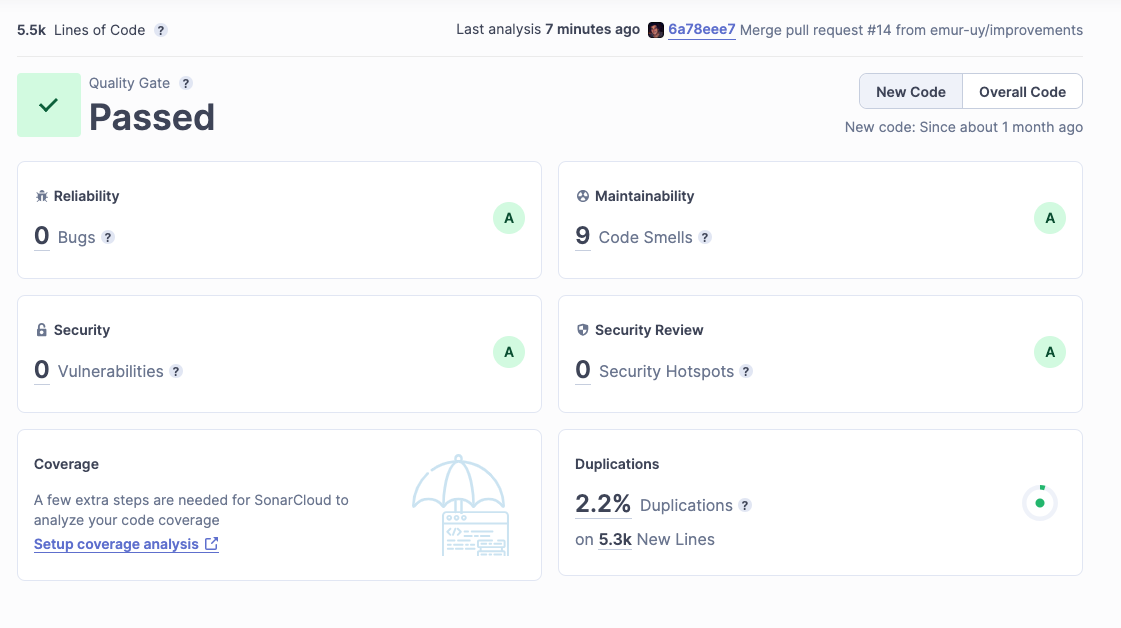 5.5k Lines of Code ?
Last analysis 7 minutes ago 6a78eee7 Merge pull request #14 from emur-uy/improvements
Quality Gate ?
Passed
New Code Overall Code
New code: Since about 1 month ago
Reliability
0 Bugs ?
A
Maintainability
9 Code Smells ?
A
Security
0 Vulnerabilities ?
A
Security Review
0 Security Hotspots ?
A
Coverage
A few extra steps are needed for SonarCloud to
analyze your code coverage
Setup coverage analysis
Duplications
2.2% Duplications ?
on 5.3k New Lines